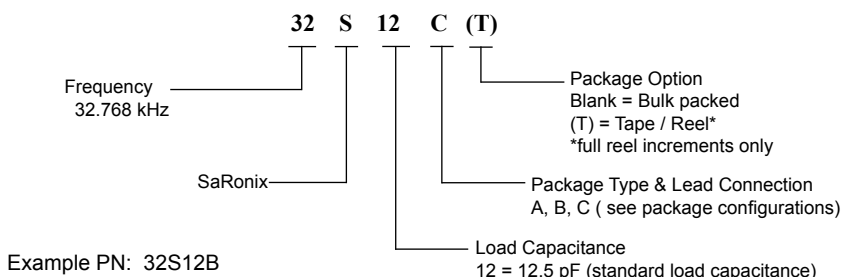 32 S 12 C (T)
Frequency
32.768 kHz
Package Option
Blank = Bulk packed
(T) = Tape / Reel*
*full reel increments only
SaRonix
Package Type & Lead Connection
A, B, C ( see package configurations)
Load Capacitance
12 = 12.5 pF (standard load capacitance)
Example PN: 32S12B